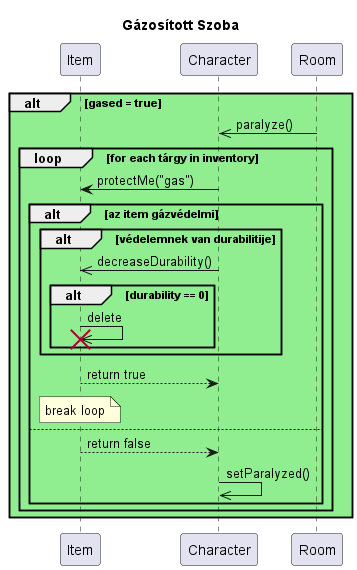 Gázosított Szoba
Item Character Room
alt [gased = true]
paralyze()
loop [for each tárgy in inventory]
protectMe("gas")
alt [az item gázvédelmi]
alt [védelemnek van durabilitije]
decreaseDurability()
alt [durability == 0]
delete
return true
break loop
return false
setParalyzed()
Item Character Room